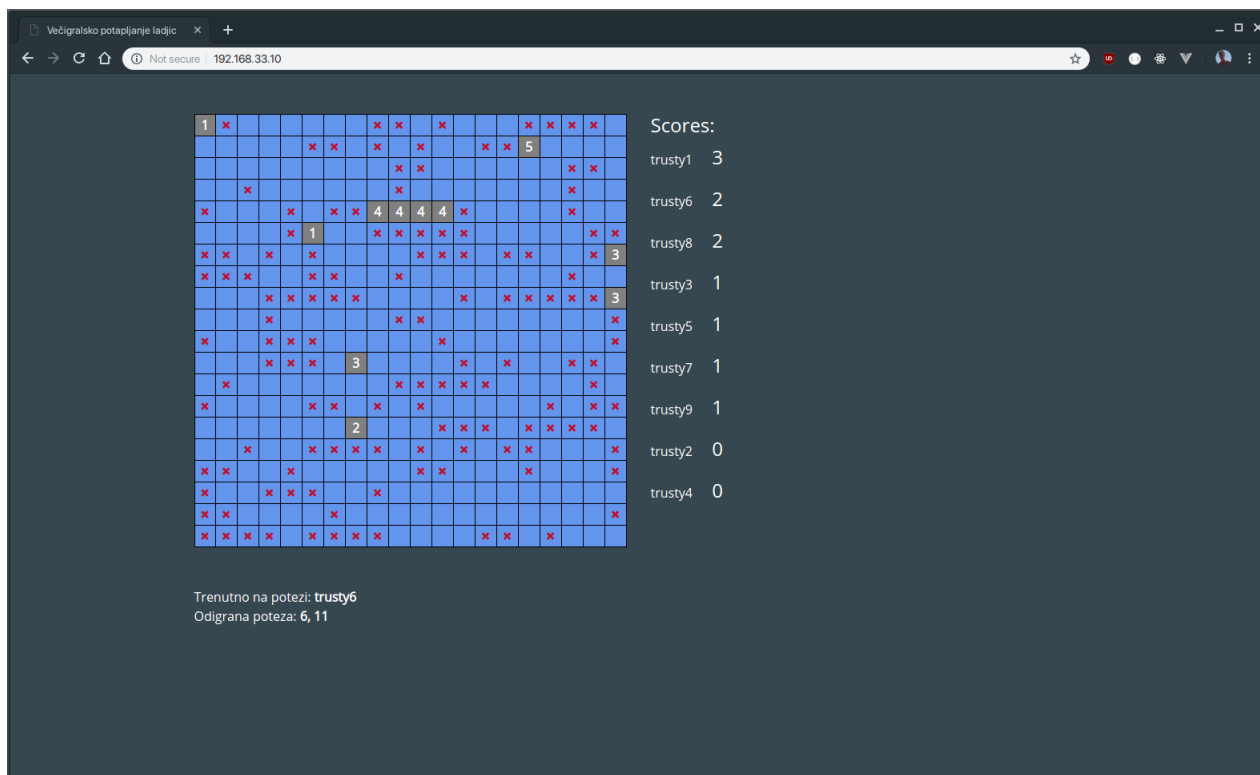 Večigralsko potapljanje ladjic
Not secure
192.168.33.10
1
5
4 4 4 4
1
3
3
3
2
Scores:
trusty1 3
trusty6 2
trusty8 2
trusty3 1
trusty5 1
trusty7 1
trusty9 1
trusty2 0
trusty4 0
Trenutno na potezi: trusty6
Odigrana poteza: 6, 11